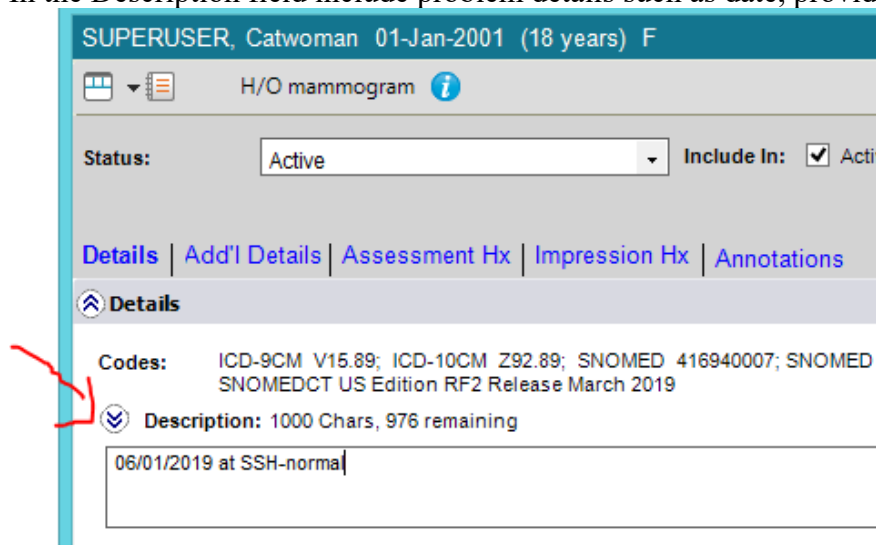 In the Description field include problem details such as date, provid
SUPERUSER, Catwoman 01-Jan-2001 (18 years) F
H/O mammogram i
Status: Active Include In: Acti
Details | Add'l Details | Assessment Hx | Impression Hx | Annotations
Details
Codes: ICD-9CM V15.89; ICD-10CM Z92.89; SNOMED 416940007; SNOMED
SNOMEDCT US Edition RF2 Release March 2019
Description: 1000 Chars, 976 remaining
06/01/2019 at SSH-normal